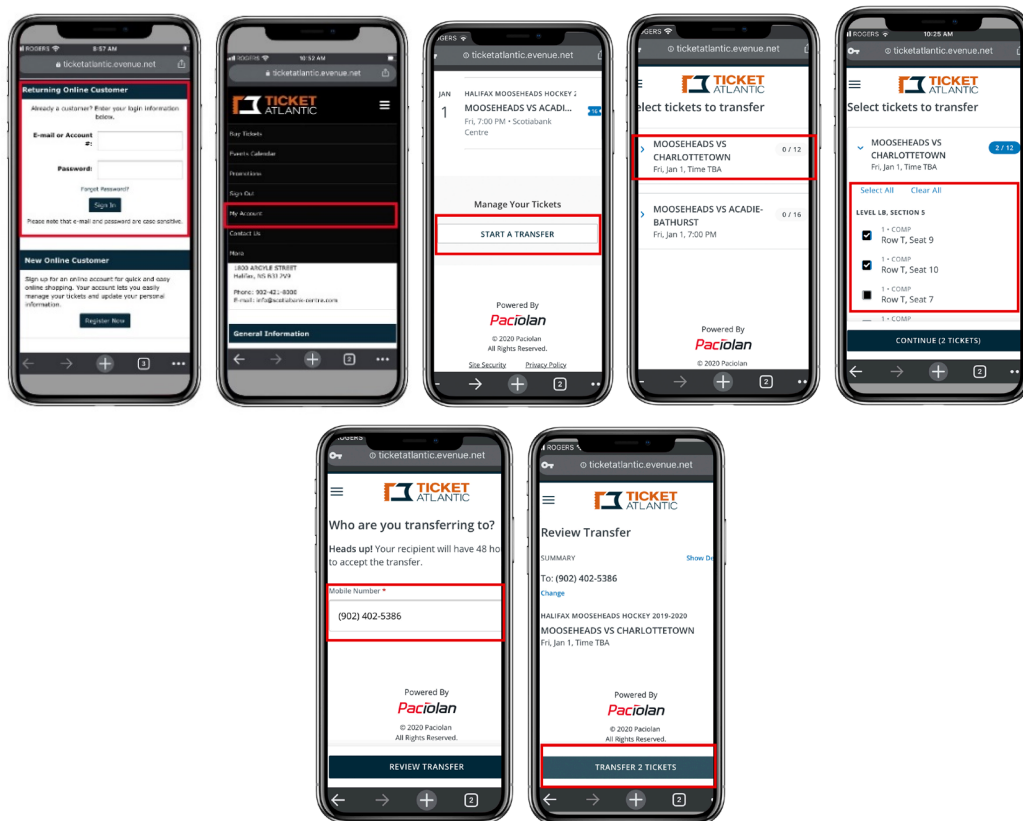 ROGERS 8:57 AM
ticketatlantic.evenue.net
Returning Online Customer
Already a customer? Enter your login information
below.
E-mail or Account
#:
Password:
Forgot Password?
Sign In
Please note that e-mail and password are case sensitive.
New Online Customer
Sign up for an online account for quick and easy
online shopping. Your account lets you easily
manage your tickets and update your personal
information.
Register Now
3
ROGERS 10:52 AM
ticketatlantic.evenue.net
TICKET
ATLANTIC
Buy Tickets
Events Calendar
Promotions
Sign Out
My Account
Contact Us
More
1800 ARGYLE STREET
Halifax, NS B3J 2V9
Phone: 902-421-8000
E-mail: info@scotiabank-centre.com
General Information
3
OGERS
ticketatlantic.evenue.net
JAN
1
HALIFAX MOOSEHEADS HOCKEY 2
MOOSEHEADS VS ACADI...
16
Fri, 7:00 PM • Scotiabank
Centre
Manage Your Tickets
START A TRANSFER
Powered By
Paciolan
© 2020 Paciolan
All Rights Reserved.
Site Security Privacy Policy
2
OGERS
ticketatlantic.evenue.net
TICKET
ATLANTIC
elect tickets to transfer
MOOSEHEADS VS
CHARLOTTETOWN
0 / 12
Fri, Jan 1, Time TBA
MOOSEHEADS VS ACADIE-
BATHURST
0 / 16
Fri, Jan 1, 7:00 PM
Powered By
Paciolan
© 2020 Paciolan
2
ROGERS 10:25 AM
ticketatlantic.evenue.net
TICKET
ATLANTIC
Select tickets to transfer
MOOSEHEADS VS
CHARLOTTETOWN
2 / 12
Fri, Jan 1, Time TBA
Select All Clear All
LEVEL LB, SECTION 5
1 • COMP
Row T, Seat 9
1 • COMP
Row T, Seat 10
1 • COMP
Row T, Seat 7
1 • COMP
CONTINUE (2 TICKETS)
2
ROGERS
ticketatlantic.evenue.net
TICKET
ATLANTIC
Who are you transferring to?
Heads up! Your recipient will have 48 ho
to accept the transfer.
Mobile Number *
(902) 402-5386
Powered By
Paciolan
© 2020 Paciolan
All Rights Reserved.
REVIEW TRANSFER
2
ROGERS
ticketatlantic.evenue.net
TICKET
ATLANTIC
Review Transfer
SUMMARY Show De
To: (902) 402-5386
Change
HALIFAX MOOSEHEADS HOCKEY 2019-2020
MOOSEHEADS VS CHARLOTTETOWN
Fri, Jan 1, Time TBA
Powered By
Paciolan
© 2020 Paciolan
All Rights Reserved.
TRANSFER 2 TICKETS
2